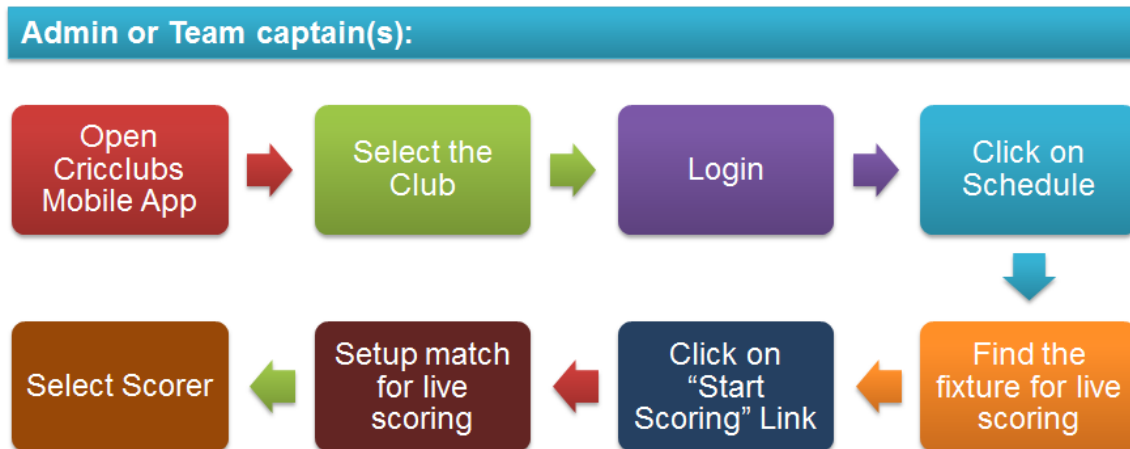 Admin or Team captain(s):
Open
Cricclubs
Mobile App
Select the
Club
Login
Click on
Schedule
Find the
fixture for live
scoring
Click on
“Start
Scoring” Link
Setup match
for live
scoring
Select Scorer